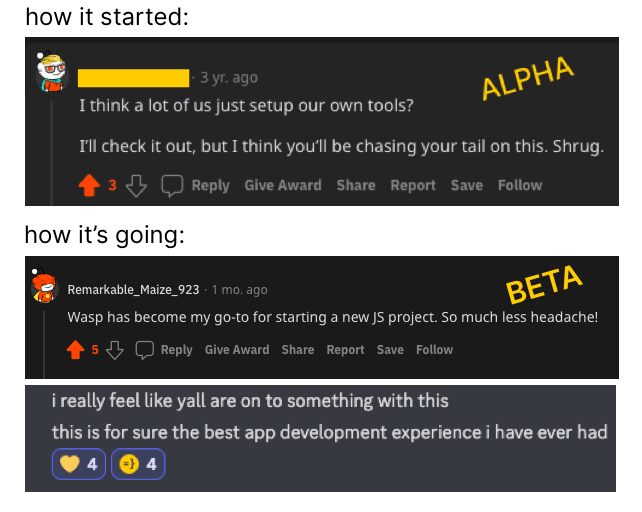 how it started:
3 yr. ago
ALPHA
I think a lot of us just setup our own tools?
I'll check it out, but I think you'll be chasing your tail on this. Shrug.
3 Reply Give Award Share Report Save Follow
how it's going:
Remarkable_Maize_923 · 1 mo. ago
BETA
Wasp has become my go-to for starting a new JS project. So much less headache!
5 Reply Give Award Share Report Save Follow
i really feel like yall are on to something with this
this is for sure the best app development experience i have ever had
4 =} 4